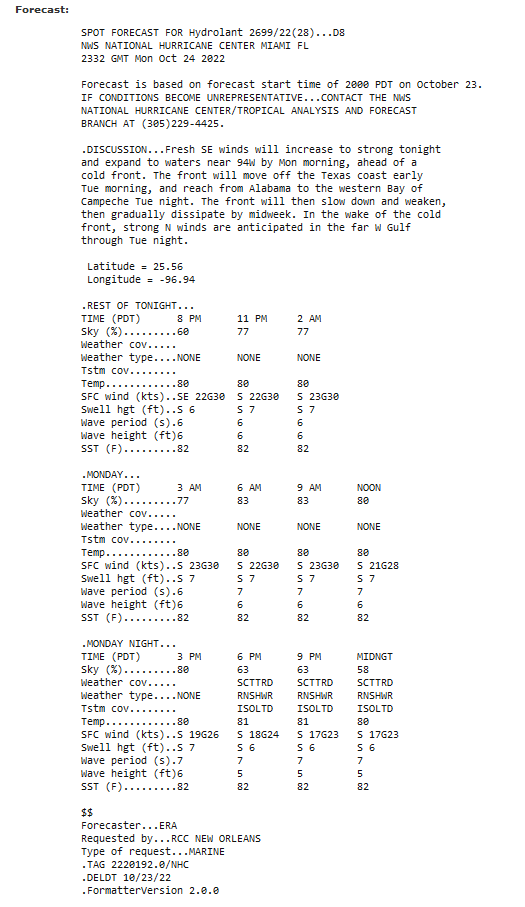 Forecast:
SPOT FORECAST FOR Hydrolant 2699/22(28)...D8
NWS NATIONAL HURRICANE CENTER MIAMI FL
2332 GMT Mon Oct 24 2022
Forecast is based on forecast start time of 2000 PDT on October 23.
IF CONDITIONS BECOME UNREPRESENTATIVE...CONTACT THE NWS
NATIONAL HURRICANE CENTER/TROPICAL ANALYSIS AND FORECAST
BRANCH AT (305)229-4425.
.DISCUSSION...Fresh SE winds will increase to strong tonight
and expand to waters near 94W by Mon morning, ahead of a
cold front. The front will move off the Texas coast early
Tue morning, and reach from Alabama to the western Bay of
Campeche Tue night. The front will then slow down and weaken,
then gradually dissipate by midweek. In the wake of the cold
front, strong N winds are anticipated in the far W Gulf
through Tue night.
Latitude = 25.56
Longitude = -96.94
.REST OF TONIGHT...
TIME (PDT) 8 PM 11 PM 2 AM
Sky (%).........60 77 77
Weather cov.....
Weather type....NONE NONE NONE
Tstm cov........
Temp............80 80 80
SFC wind (kts)..SE 22G30 S 22G30 S 23G30
Swell hgt (ft)..S 6 S 7 S 7
Wave period (s).6 6 6
Wave height (ft)6 6 6
SST (F).........82 82 82
.MONDAY...
TIME (PDT) 3 AM 6 AM 9 AM NOON
Sky (%).........77 83 83 80
Weather cov.....
Weather type....NONE NONE NONE NONE
Tstm cov........
Temp............80 80 80 80
SFC wind (kts)..S 23G30 S 22G30 S 23G30 S 21G28
Swell hgt (ft)..S 7 S 7 S 7 S 7
Wave period (s).6 7 7 7
Wave height (ft)6 6 6 6
SST (F).........82 82 82 82
.MONDAY NIGHT...
TIME (PDT) 3 PM 6 PM 9 PM MIDNGT
Sky (%).........80 63 63 58
Weather cov..... SCTTRD SCTTRD SCTTRD
Weather type....NONE RNSHWR RNSHWR RNSHWR
Tstm cov........ ISOLTD ISOLTD ISOLTD
Temp............80 81 81 80
SFC wind (kts)..S 19G26 S 18G24 S 17G23 S 17G23
Swell hgt (ft)..S 7 S 6 S 6 S 6
Wave period (s).7 7 7 7
Wave height (ft)6 5 5 5
SST (F).........82 82 82 82
$$
Forecaster...ERA
Requested by...RCC NEW ORLEANS
Type of request...MARINE
.TAG 2220192.0/NHC
.DELDT 10/23/22
.FormatterVersion 2.0.0